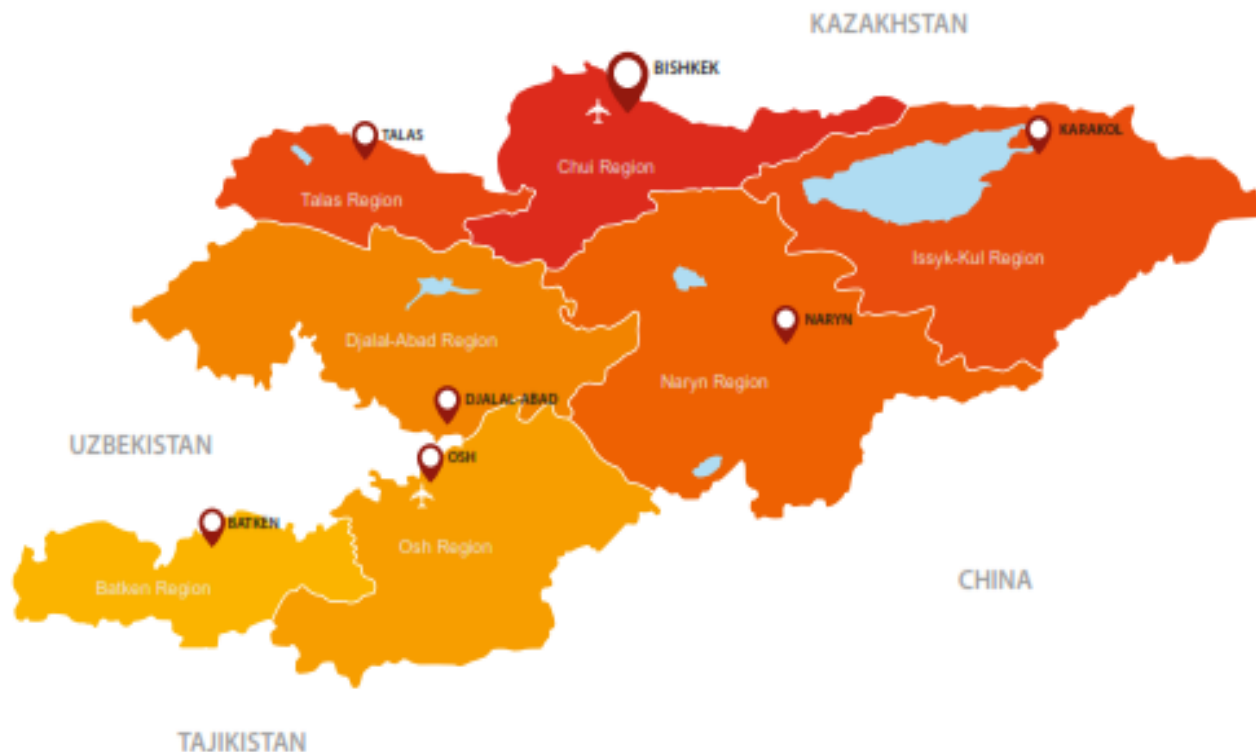 KAZAKHSTAN
BISHKEK
TALAS
KARAKOL
Chui Region
Talas Region
Issyk-Kul Region
NARYN
Djalal-Abad Region
Naryn Region
DJALAL-ABAD
UZBEKISTAN
OSH
BATKEN
Osh Region
CHINA
Batken Region
TAJIKISTAN